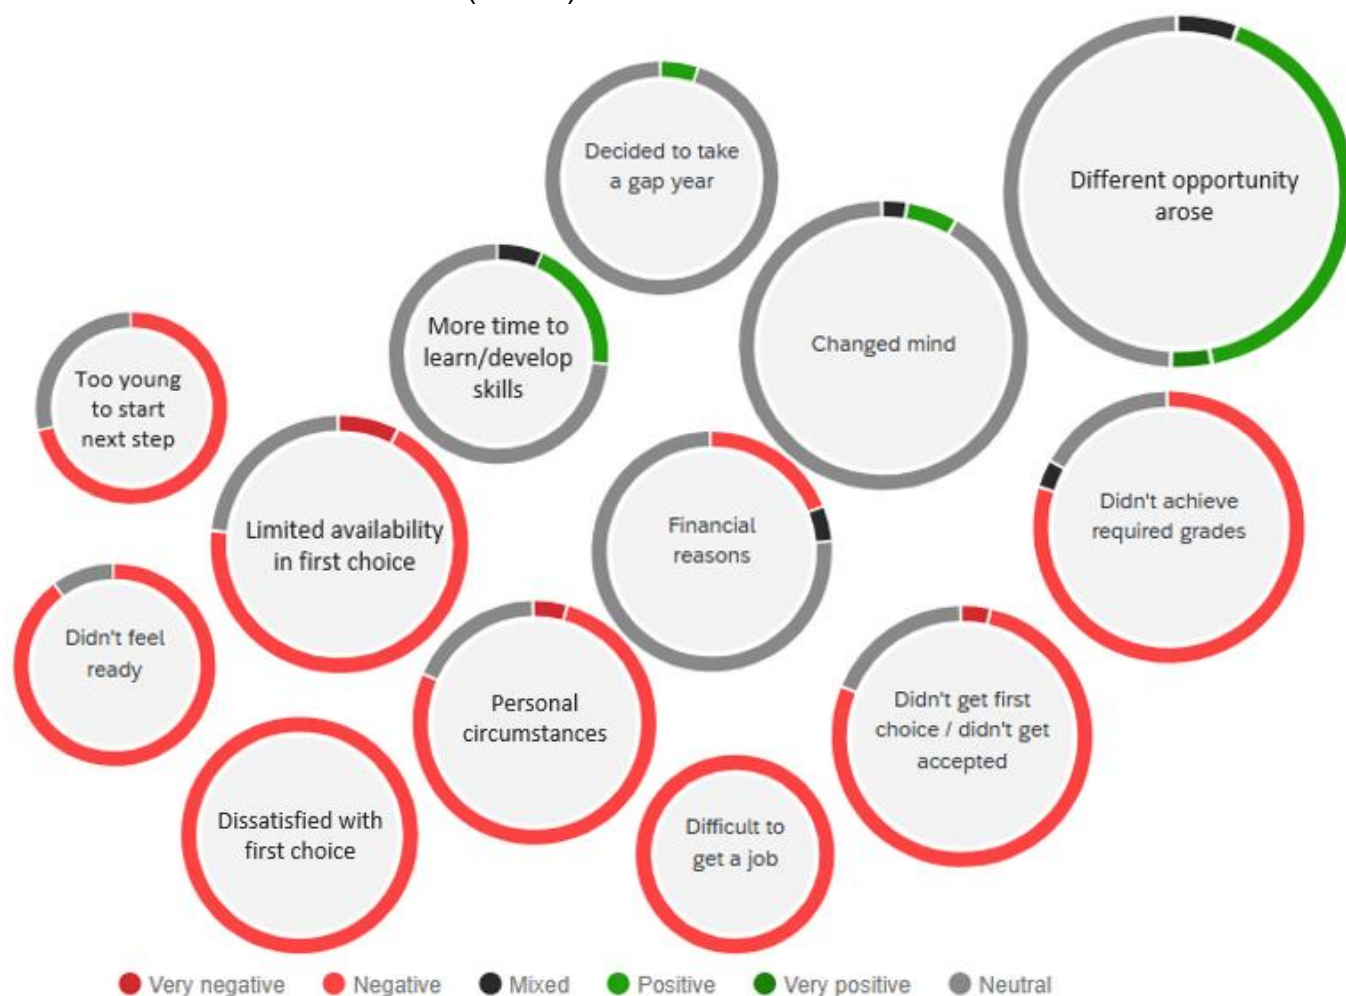 Decided to take
a gap year
Different opportunity
arose
More time to
learn/develop
skills
Changed mind
Too young
to start
next step
Limited availability
in first choice
Financial
reasons
Didn't achieve
required grades
Didn't feel
ready
Personal
circumstances
Didn't get first
choice / didn't get
accepted
Dissatisfied with
first choice
Difficult to
get a job
Very negative
Negative
Mixed
Positive
Very positive
Neutral